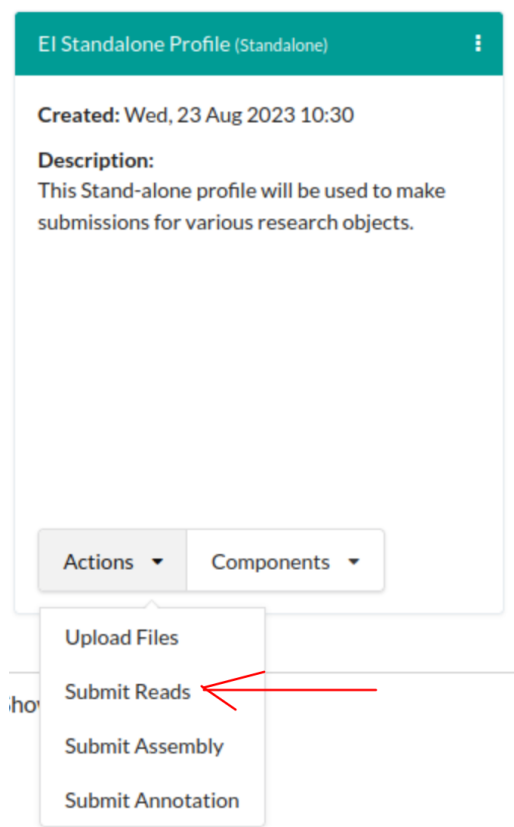 EI Standalone Profile (Standalone)
Created: Wed, 23 Aug 2023 10:30
Description:
This Stand-alone profile will be used to make
submissions for various research objects.
Actions Components
Upload Files
Submit Reads
Submit Assembly
Submit Annotation